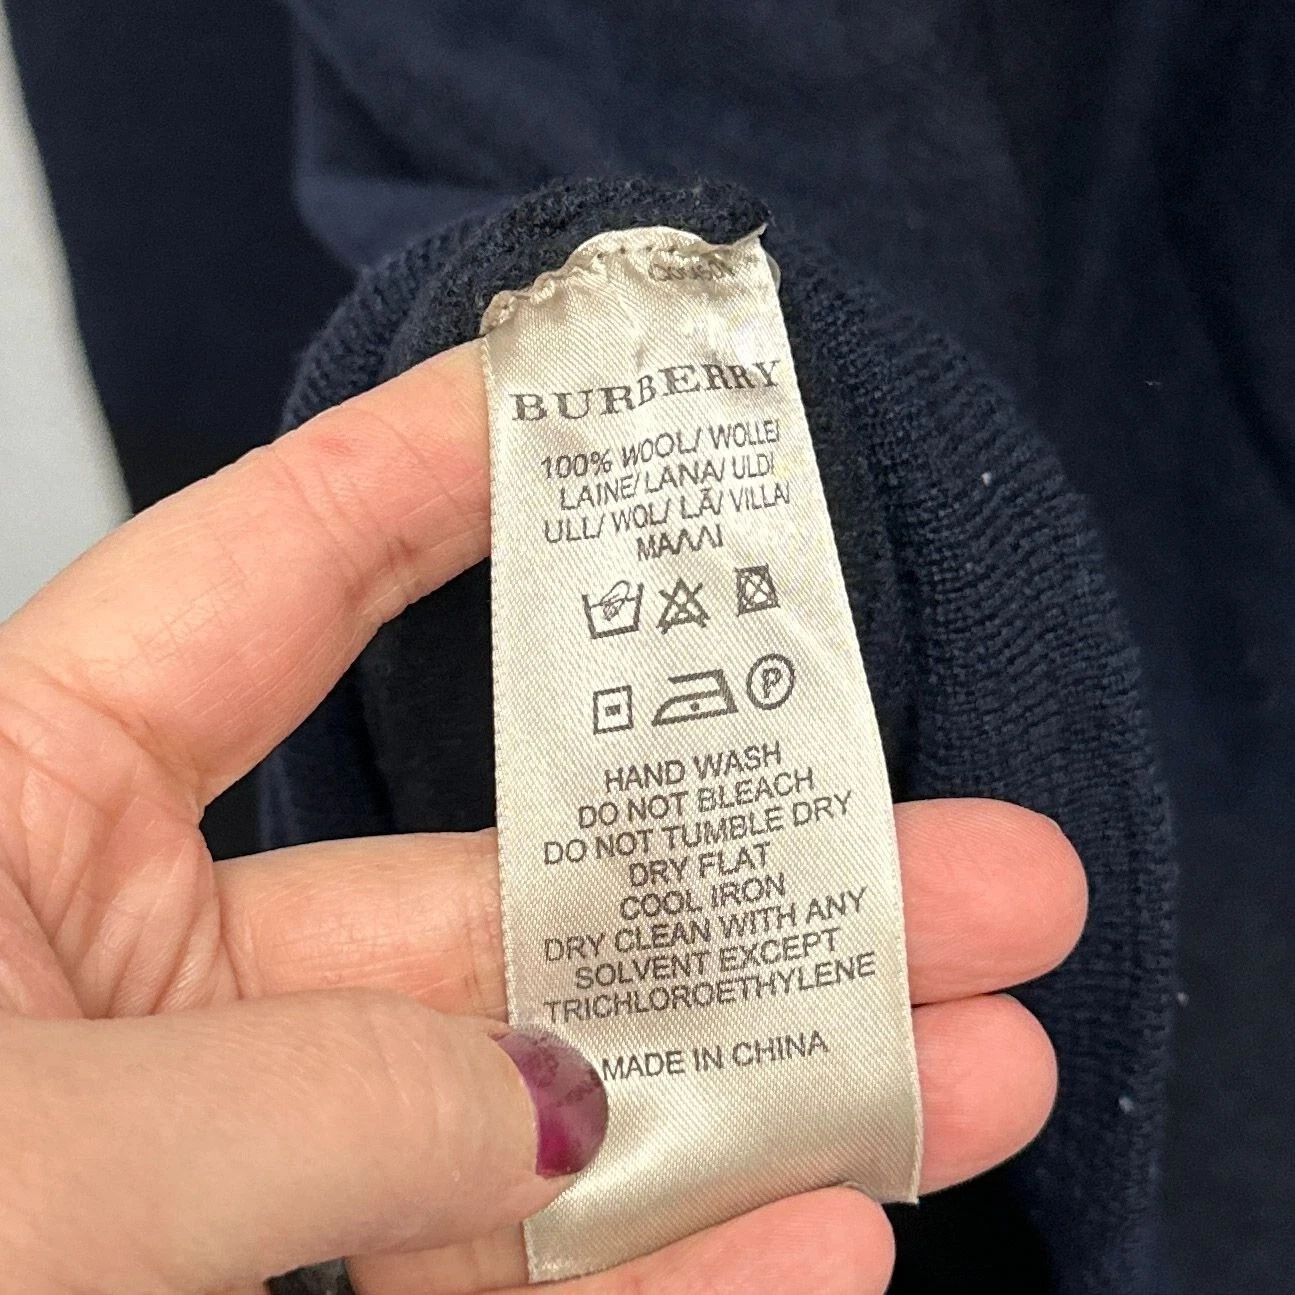 BURBERRY
100% WOOL/ WOLLE/
LAINE/ LANA/ ULD/
ULL/ WOL/ LÃ/ VILLA/
ΜΑΛΛΙ
P
HAND WASH
DO NOT BLEACH
DO NOT TUMBLE DRY
DRY FLAT
COOL IRON
DRY CLEAN WITH ANY
SOLVENT EXCEPT
TRICHLOROETHYLENE
MADE IN CHINA